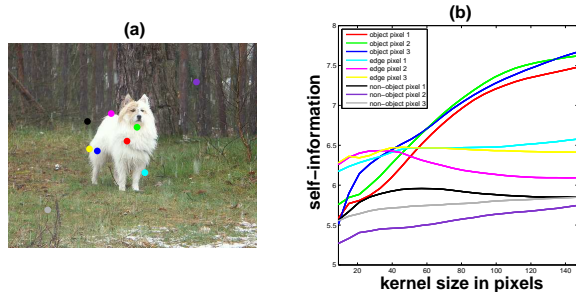 (a)
(b)
object pixel 1
object pixel 2
object pixel 3
edge pixel 1
edge pixel 2
edge pixel 3
non−object pixel 1
non−object pixel 2
non−object pixel 3
self−information
8
7.5
7
6.5
6
5.5
5
20
40
60
80
100
120
140
kernel size in pixels